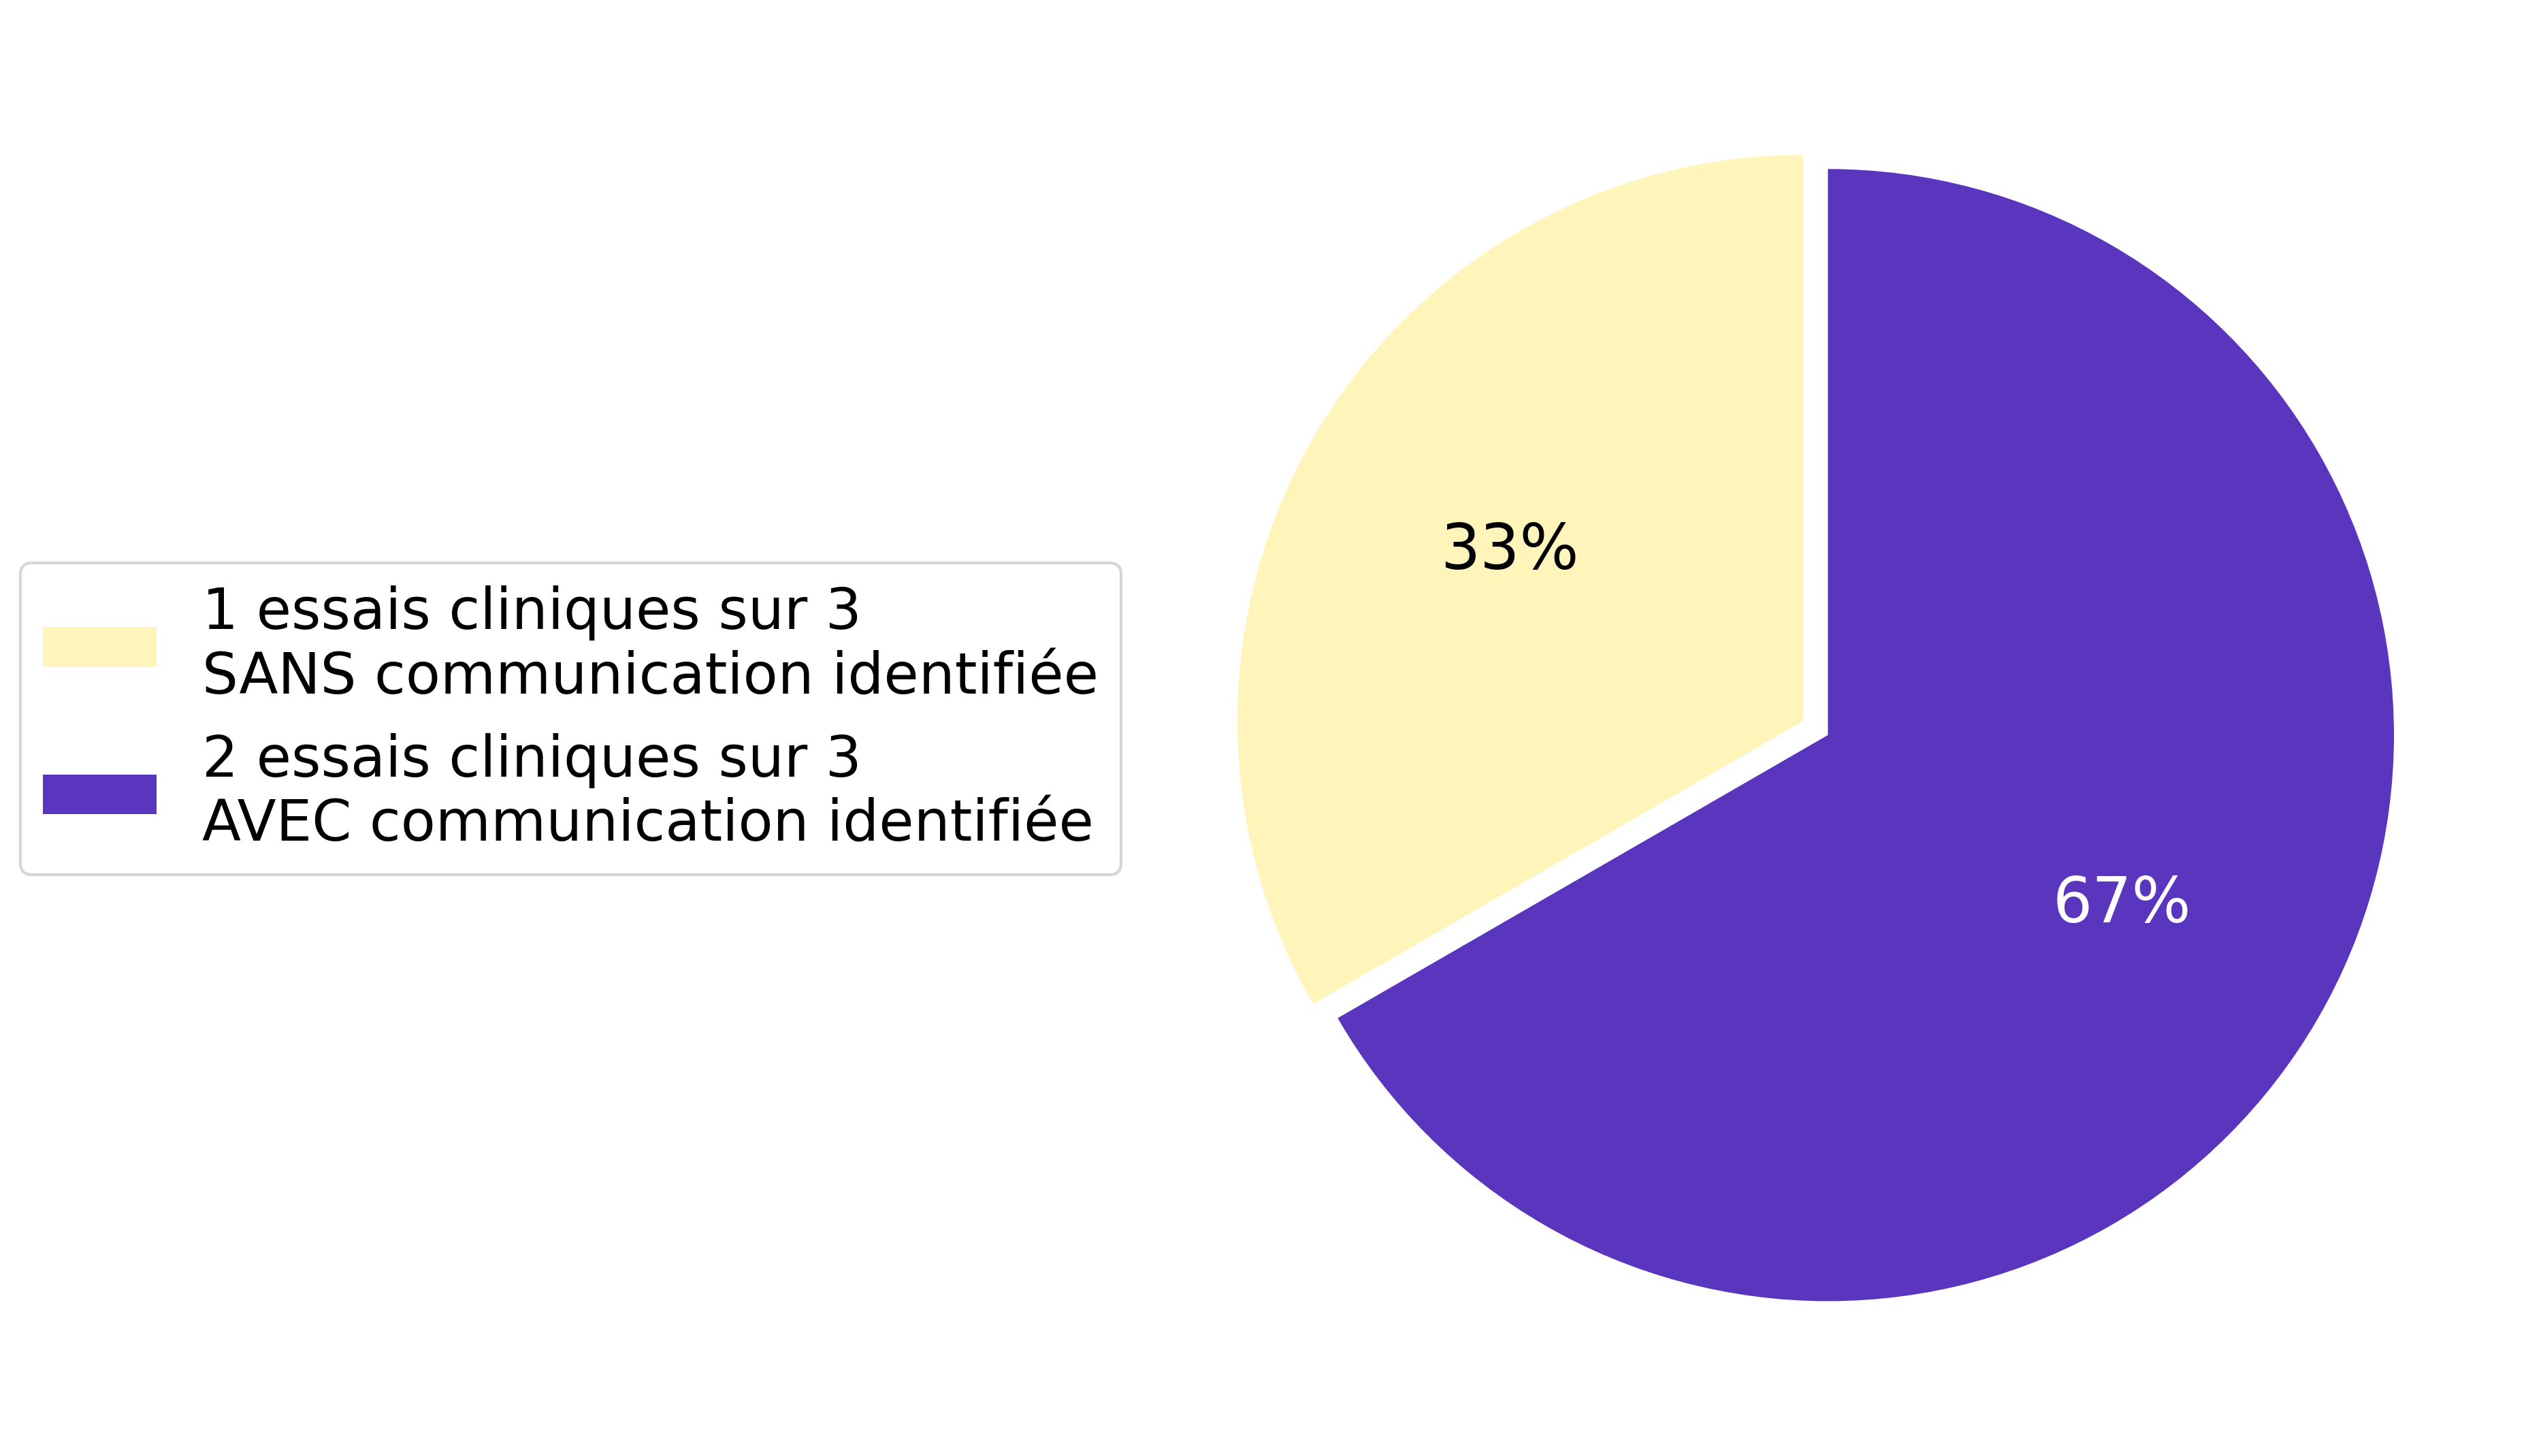 1 essais cliniques sur 3
SANS communication identifiée
2 essais cliniques sur 3
AVEC communication identifiée
33%
67%